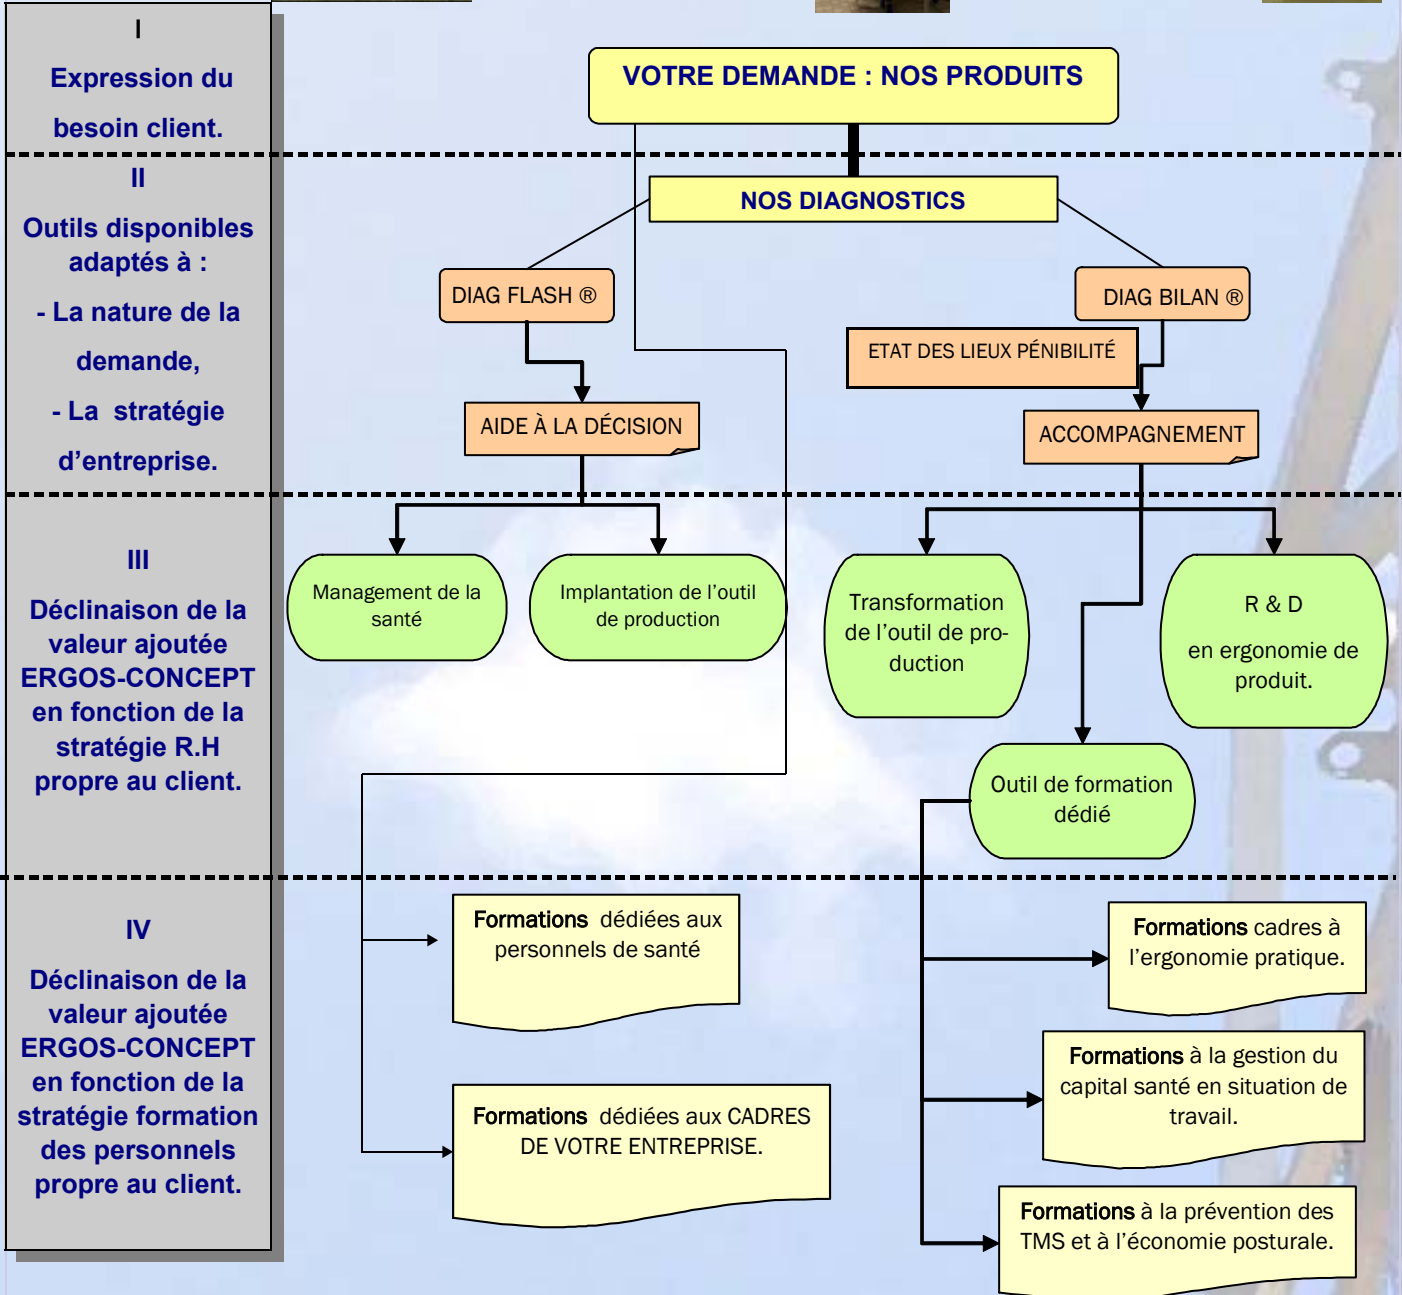 I
Expression du
besoin client.
VOTRE DEMANDE : NOS PRODUITS
II
Outils disponibles
adaptés à :
- La nature de la
demande,
- La stratégie
d’entreprise.
NOS DIAGNOSTICS
DIAG FLASH ®
DIAG BILAN ®
ETAT DES LIEUX PÉNIBILITÉ
AIDE À LA DÉCISION
ACCOMPAGNEMENT
III
Déclinaison de la
valeur ajoutée
ERGOS-CONCEPT
en fonction de la
stratégie R.H
propre au client.
Management de la
santé
Implantation de l’outil
de production
Transformation
de l’outil de pro-
duction
R & D
en ergonomie de
produit.
Outil de formation
dédié
IV
Déclinaison de la
valeur ajoutée
ERGOS-CONCEPT
en fonction de la
stratégie formation
des personnels
propre au client.
Formations dédiées aux
personnels de santé
Formations dédiées aux CADRES
DE VOTRE ENTREPRISE.
Formations cadres à
l’ergonomie pratique.
Formations à la gestion du
capital santé en situation de
travail.
Formations à la prévention des
TMS et à l’économie posturale.